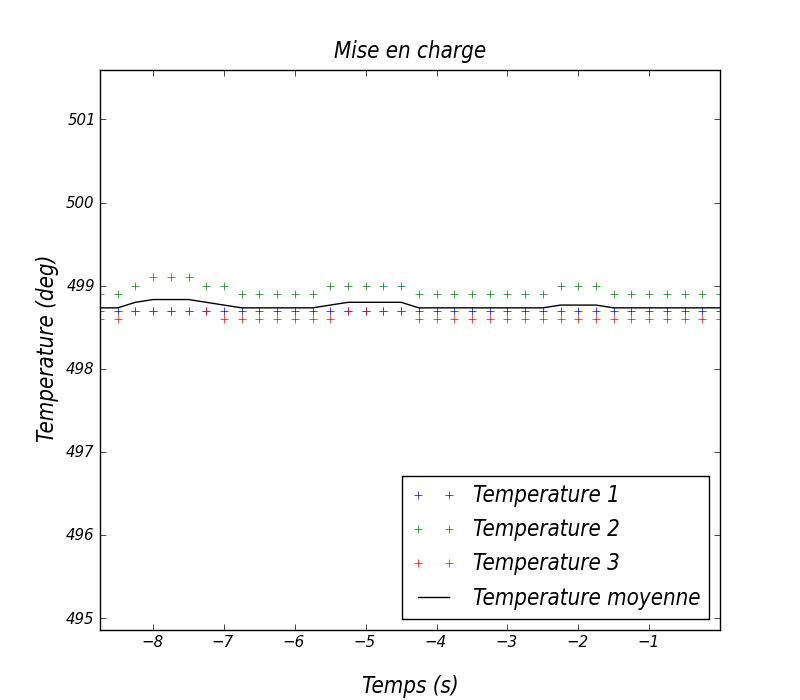 Mise en charge
501
500
499
498
497
496
495
Temperature (deg)
Temperature 1
Temperature 2
Temperature 3
Temperature moyenne
−8 −7 −6 −5 −4 −3 −2 −1
Temps (s)